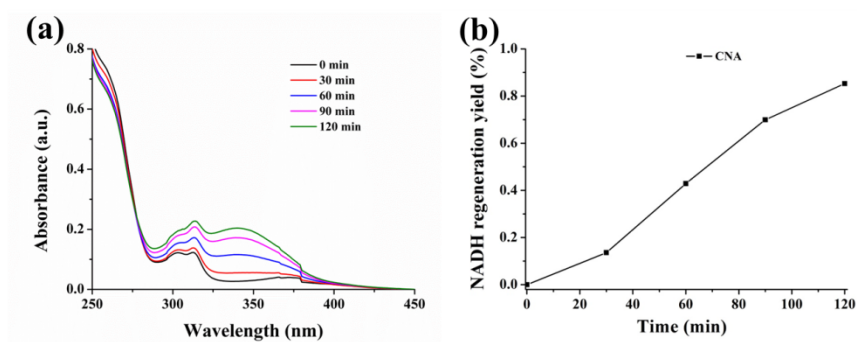 (a)
0.8
0.6
0.4
0.2
0.0
Absorbance (a.u.)
0 min
30 min
60 min
90 min
120 min
250 300 350 400 450
Wavelength (nm)
(b)
1.0
0.8
0.6
0.4
0.2
0.0
NADH regeneration yield (%)
CNA
0 20 40 60 80 100 120
Time (min)